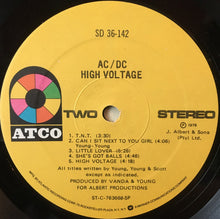 SD 36-142
AC/DC
HIGH VOLTAGE
ATCO
TWO
STEREO
℗ 1976
J. Albert & Sons
(Pty) Ltd.
1. T.N.T. (3:30)
2. CAN I SIT NEXT TO YOU GIRL (4:06)
Young-Young
3. LITTLE LOVER (5:25)
4. SHE'S GOT BALLS (4:46)
5. HIGH VOLTAGE (4:18)
All titles written by Young, Young & Scott
except as indicated.
PRODUCED BY VANDA & YOUNG
FOR ALBERT PRODUCTIONS
ST-C-763688-SP